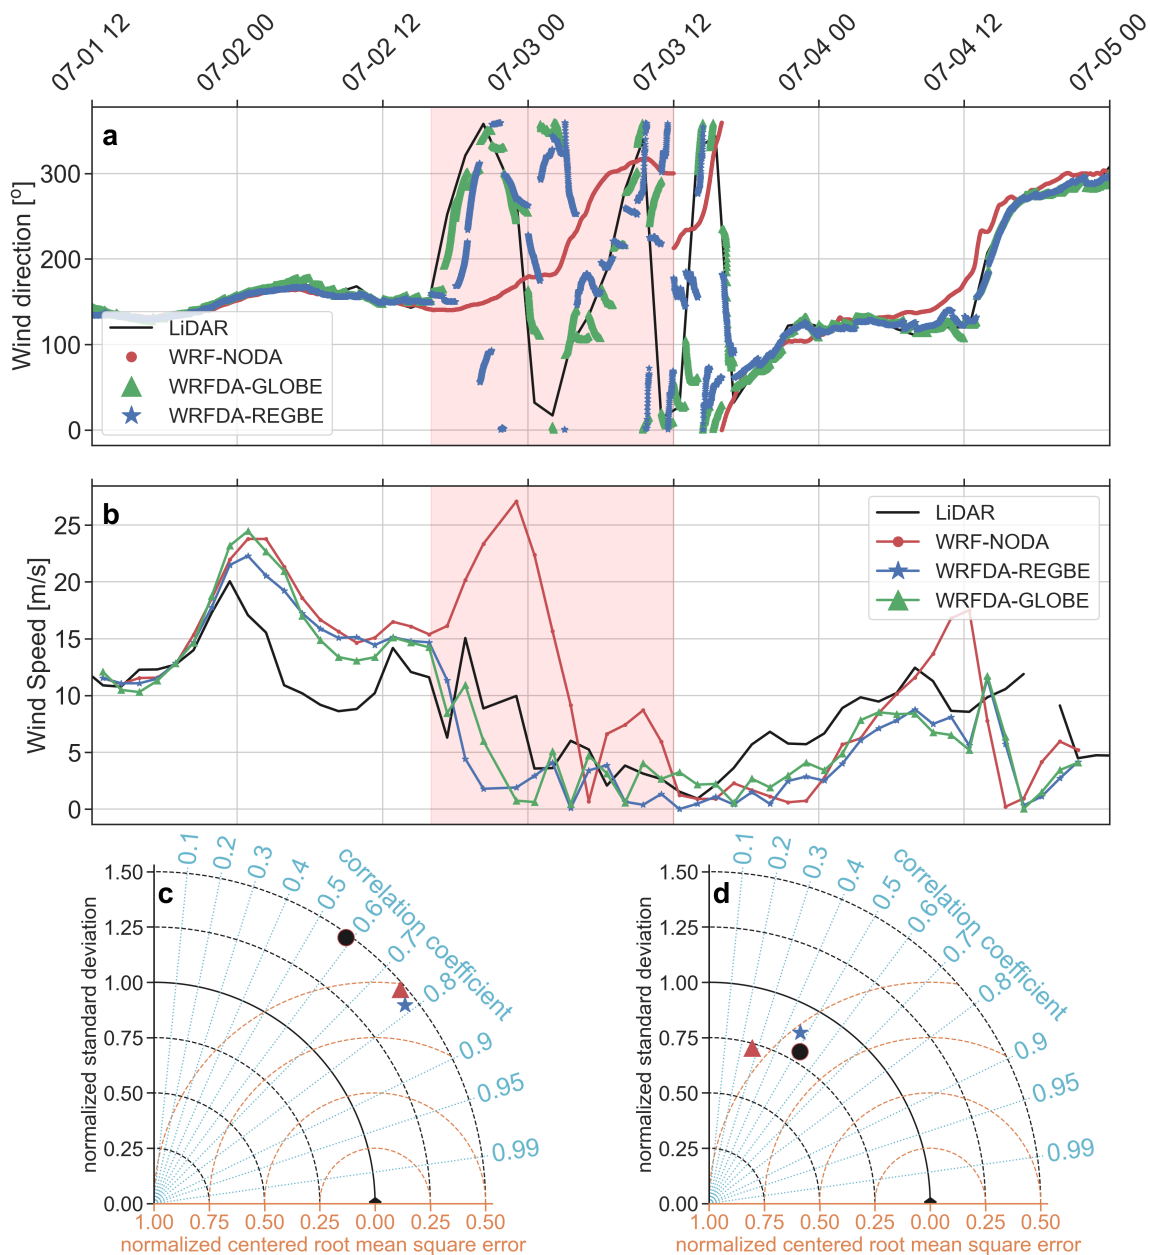 07-01 12
07-02 00
07-02 12
07-03 00
07-03 12
07-04 00
07-04 12
07-05 00
a
Wind direction [º]
300
200
100
0
LiDAR
WRF-NODA
WRFDA-GLOBE
WRFDA-REGBE
b
Wind Speed [m/s]
25
20
15
10
5
0
LiDAR
WRF-NODA
WRFDA-REGBE
WRFDA-GLOBE
c
normalized standard deviation
1.50
1.25
1.00
0.75
0.50
0.25
0.00
0.1
0.2
0.3
0.4
0.5
0.6
0.7
0.8
0.9
0.95
0.99
correlation coefficient
1.00 0.75 0.50 0.25 0.00 0.25 0.50
normalized centered root mean square error
d
normalized standard deviation
1.50
1.25
1.00
0.75
0.50
0.25
0.00
0.1
0.2
0.3
0.4
0.5
0.6
0.7
0.8
0.9
0.95
0.99
correlation coefficient
1.00 0.75 0.50 0.25 0.00 0.25 0.50
normalized centered root mean square error